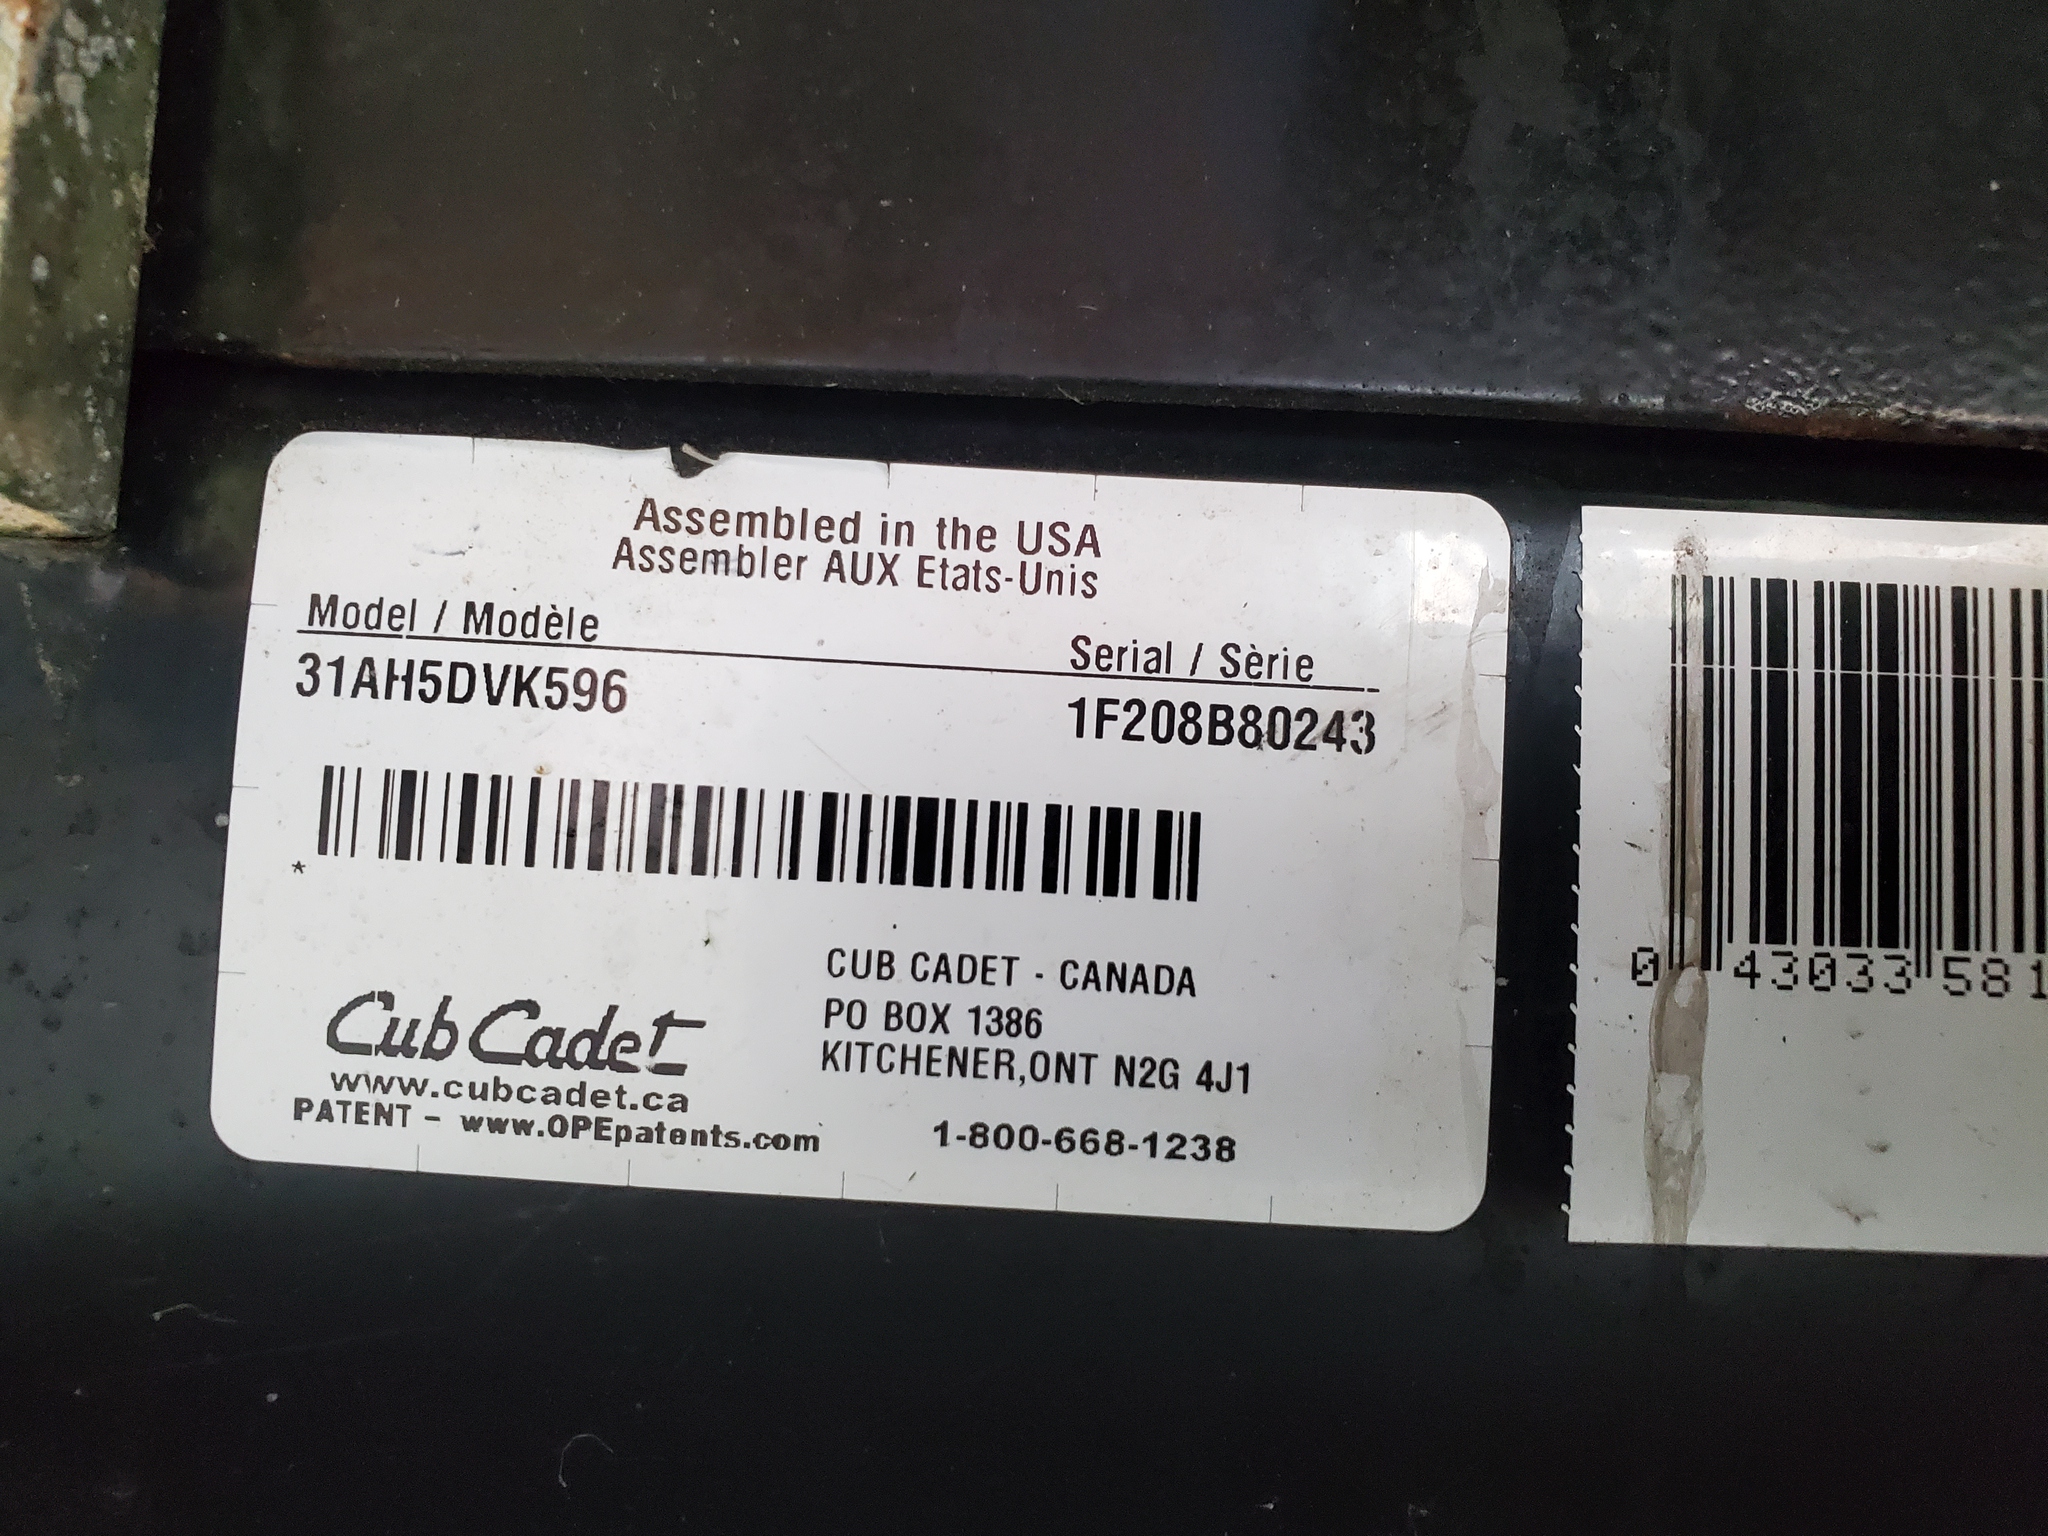 Assembled in the USA
Assembler AUX Etats-Unis
Model / Modèle
Serial / Sèrie
31AH5DVK596
1F208B80243
*
Cub Cadet
www.cubcadet.ca
PATENT - www.OPEpatents.com
CUB CADET - CANADA
PO BOX 1386
KITCHENER,ONT N2G 4J1
1-800-668-1238
0 43033 581